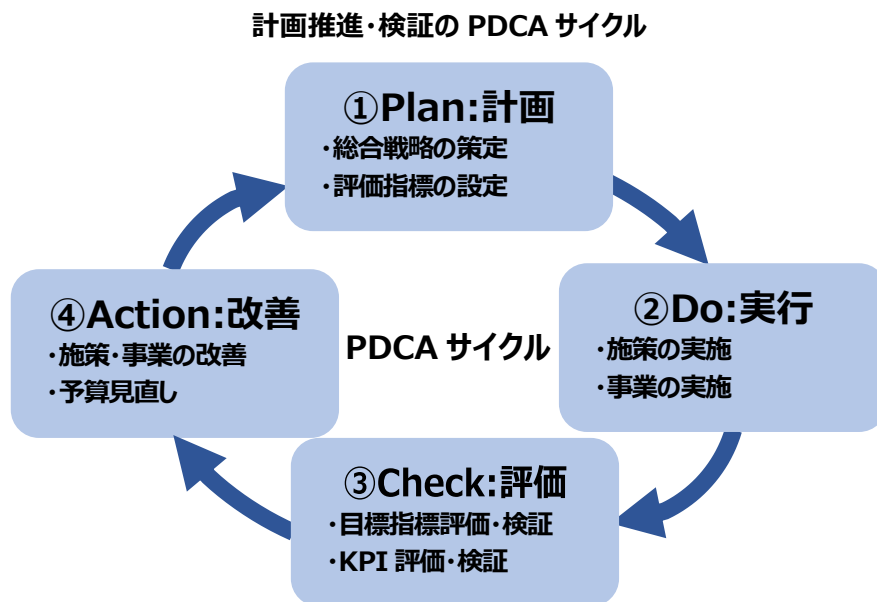 計画推進・検証の PDCA サイクル
①Plan:計画
・総合戦略の策定
・評価指標の設定
②Do:実行
・施策の実施
・事業の実施
PDCA サイクル
③Check:評価
・目標指標評価・検証
・KPI 評価・検証
④Action:改善
・施策・事業の改善
・予算見直し